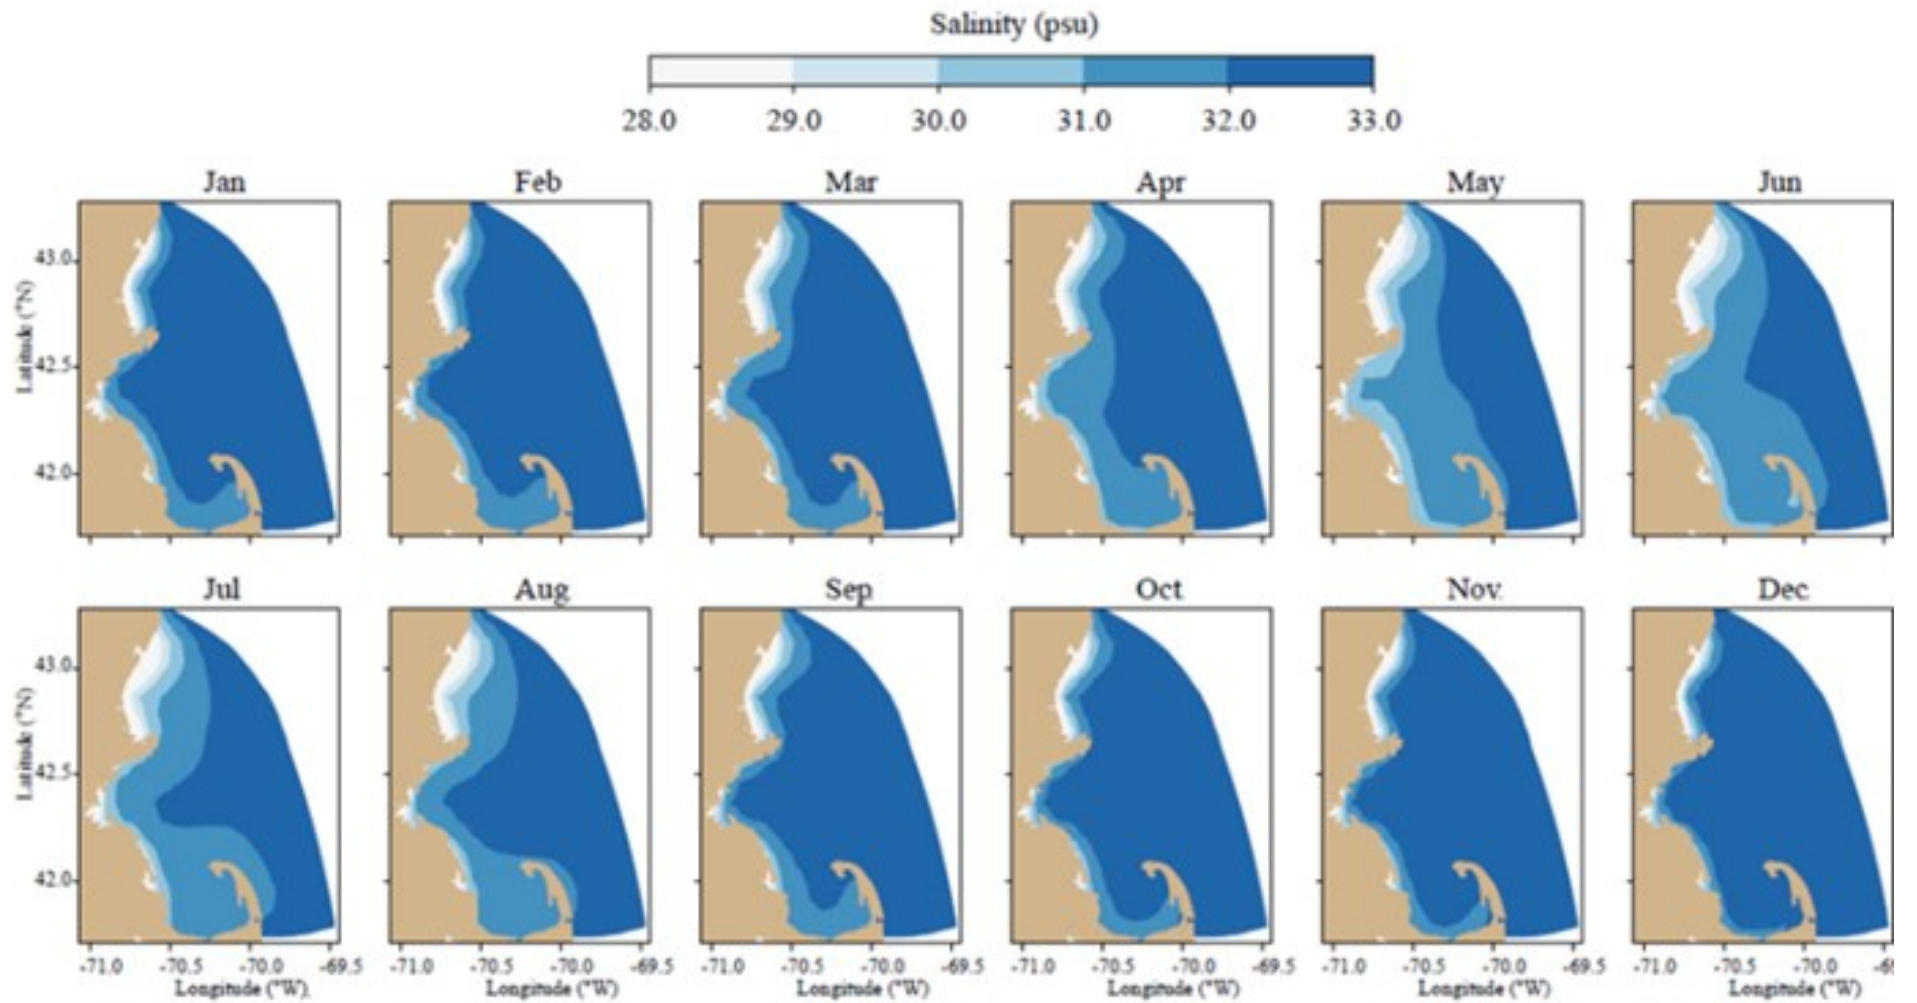 Salinity (psu)
28.0 29.0 30.0 31.0 32.0 33.0
Jan Feb Mar Apr May Jun
43.0
42.5
42.0
Latitude (°N)
Jul Aug Sep Oct Nov. Dec
43.0
42.5
42.0
Latitude (°N)
-71.0 -70.5 -70.0 -69.5 -71.0 -70.5 -70.0 -69.5 -71.0 -70.5 -70.0 -69.5 -71.0 -70.5 -70.0 -69.5 -71.0 -70.5 -70.0 -69.5 -71.0 -70.5 -70.0
Longitude (°W). Longitude (°W) Longitude (°W) Longitude (°W) Longitude (°W) Longitude (°W)